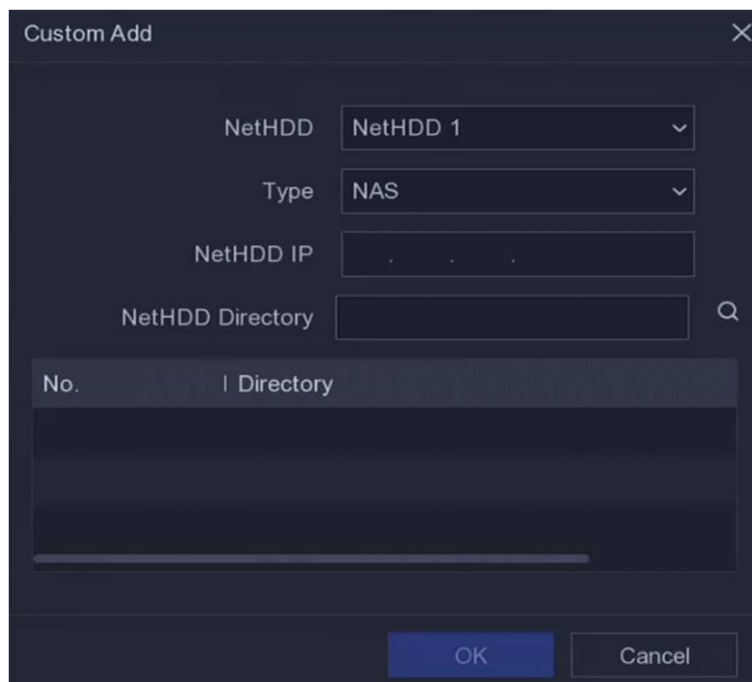 Custom Add
NetHDD NetHDD 1
Type NAS
NetHDD IP . . .
NetHDD Directory
No. Directory
OK Cancel